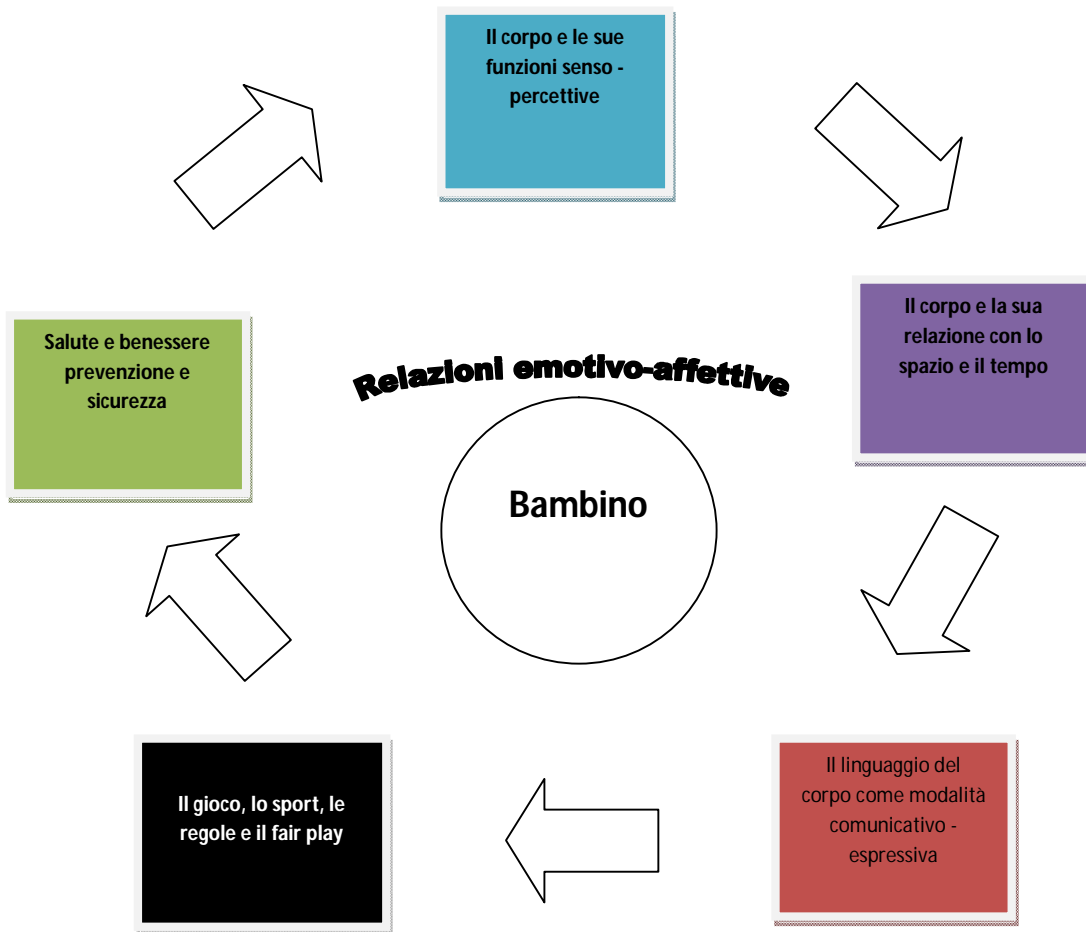 Il corpo e le sue
funzioni senso -
percettive
Il corpo e la sua
relazione con lo
spazio e il tempo
Salute e benessere
prevenzione e
sicurezza
Relazioni emotivo-affettive
Bambino
Il gioco, lo sport, le
regole e il fair play
Il linguaggio del
corpo come modalità
comunicativo -
espressiva